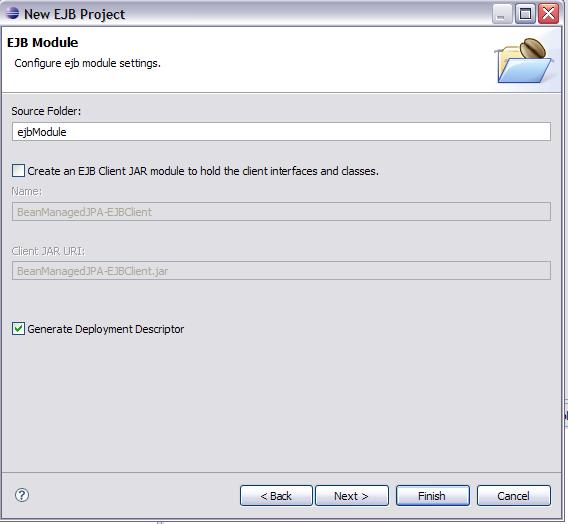 New EJB Project
EJB Module
Configure ejb module settings.
Source Folder:
ejbModule
Create an EJB Client JAR module to hold the client interfaces and classes.
Name:
BeanManagedJPA-EJBClient
Client JAR URI:
BeanManagedJPA-EJBClient.jar
Generate Deployment Descriptor
?
< Back
Next >
Finish
Cancel